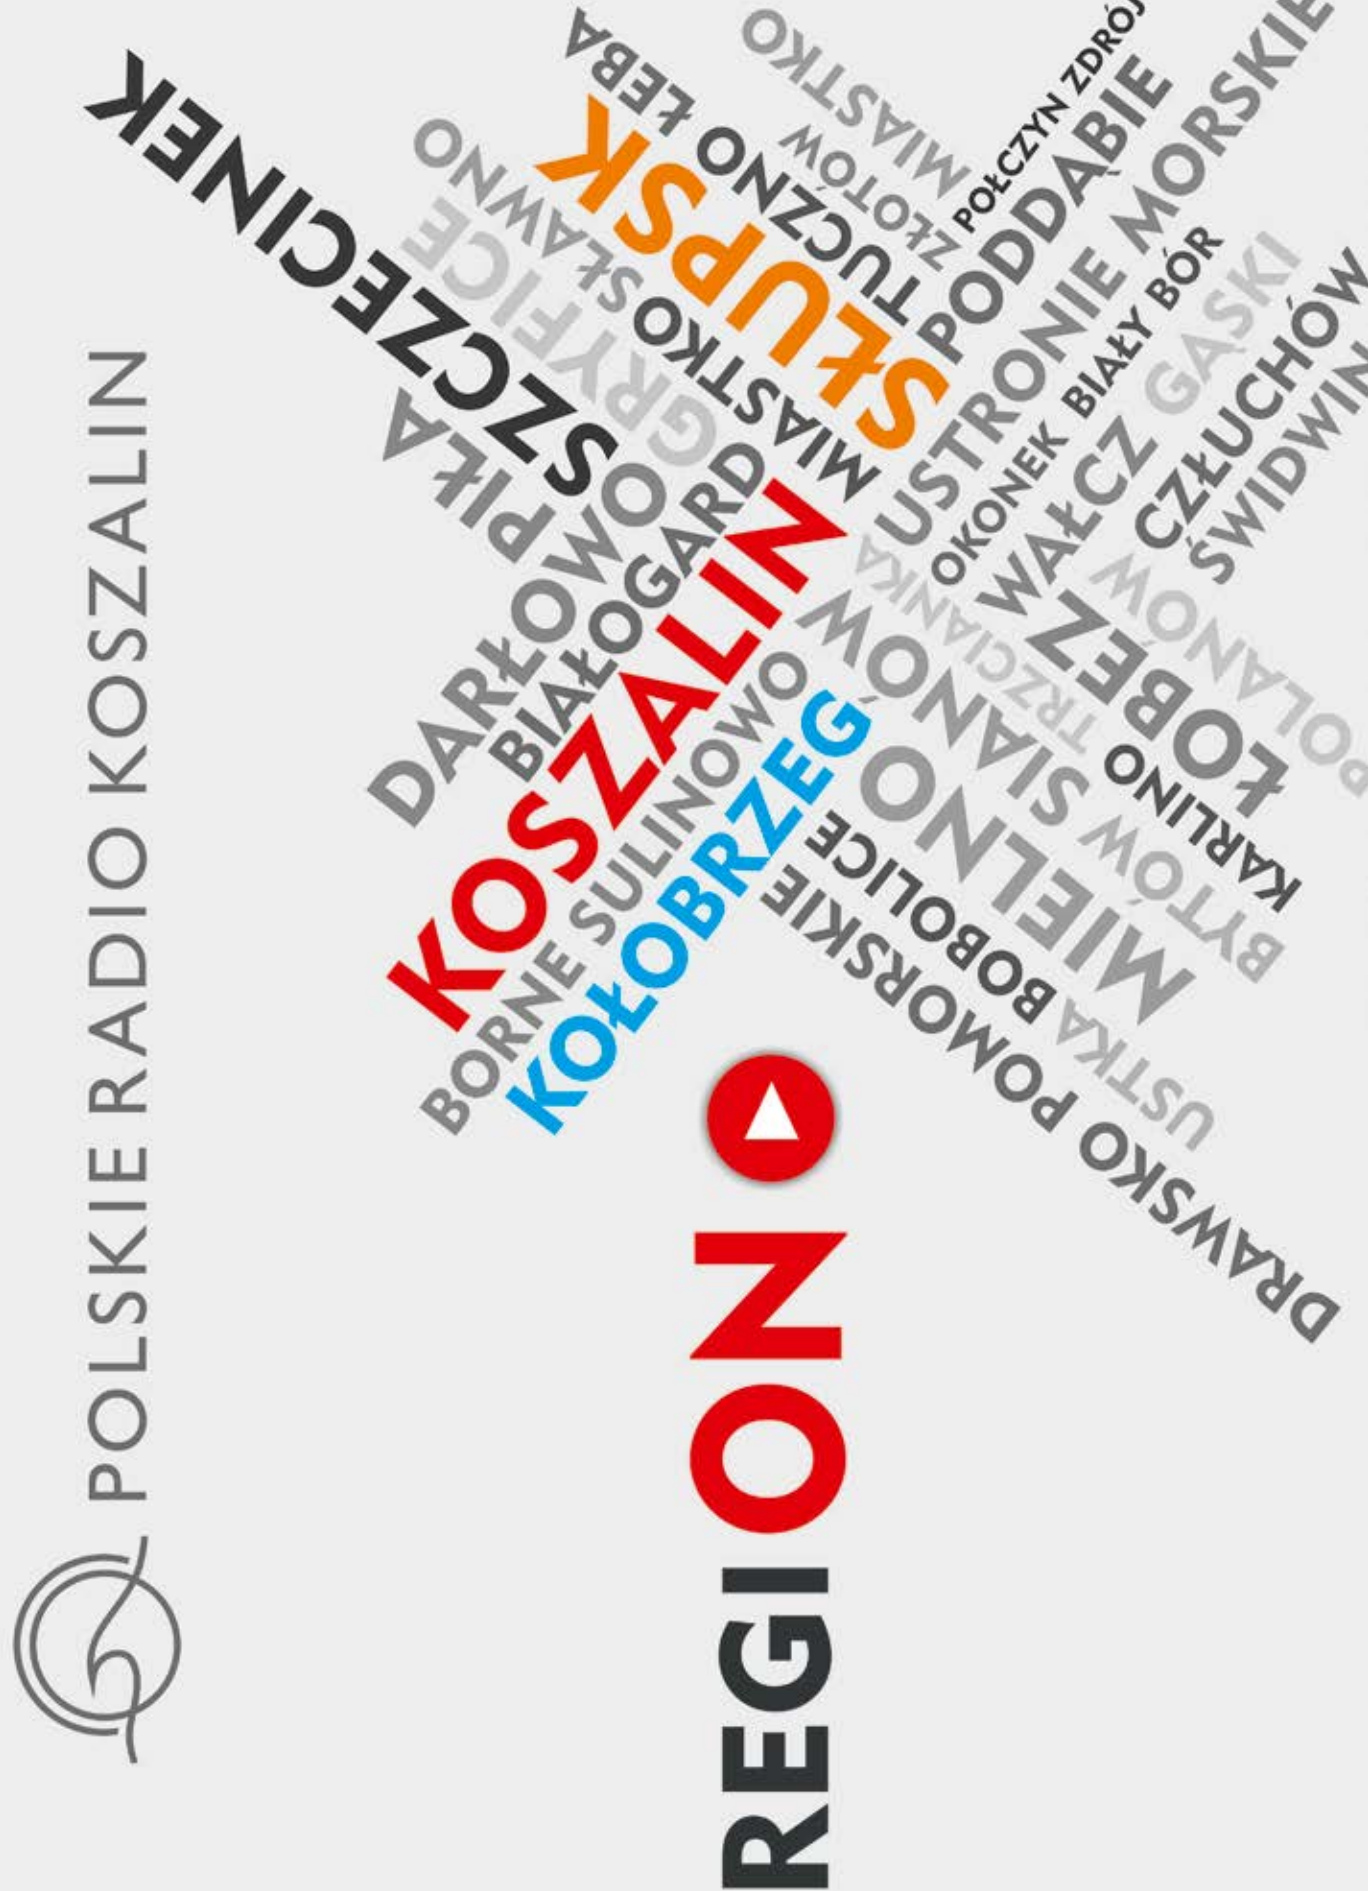 POLSKIE RADIO KOSZALIN
REGION
SZCZECINEK
PIŁA
GRYFICE
SŁAWNO
MIASTKO
SŁUPSK
TUCZNO ŁEBA
ZŁOTÓW
MIASTKO
POŁCZYN ZDRÓJ
PODDĄBIE
USTRONIE MORSKIE
OKONEK BIAŁY BÓR
WAŁCZ GĄSKI
CZŁUCHÓW
ŚWIDWIN
DARŁOWO
BIAŁOGARD
KOSZALIN
BORNE SULINOWO
KOŁOBRZEG
TRZCIANKA
SIANÓW
MIELNO
ŁOBEZ
POLANÓW
KARLINO
BYTÓW
BOBOLICE
USTKA
DRAWSKO POMORSKIE